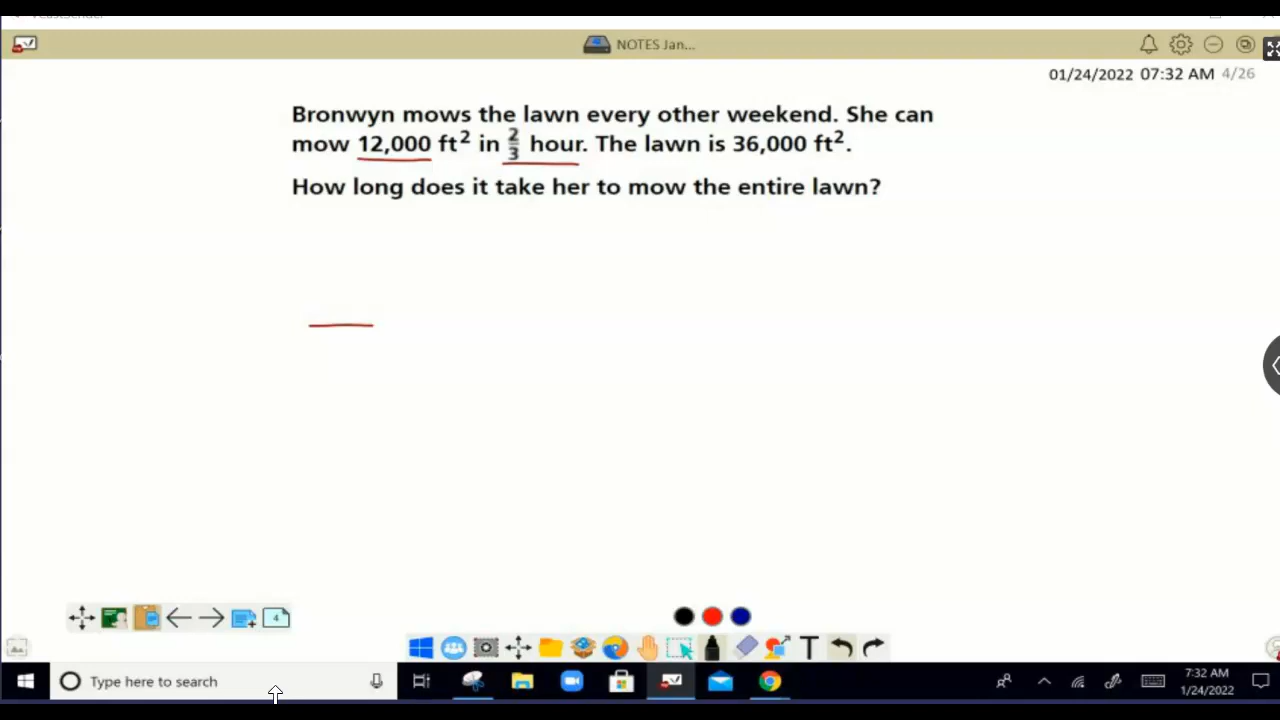 NOTES Jan...
01/24/2022 07:32 AM 4/26
Bronwyn mows the lawn every other weekend. She can
mow 12,000 ft² in 2/3 hour. The lawn is 36,000 ft².
How long does it take her to mow the entire lawn?
4
T
Type here to search
7:32 AM
1/24/2022